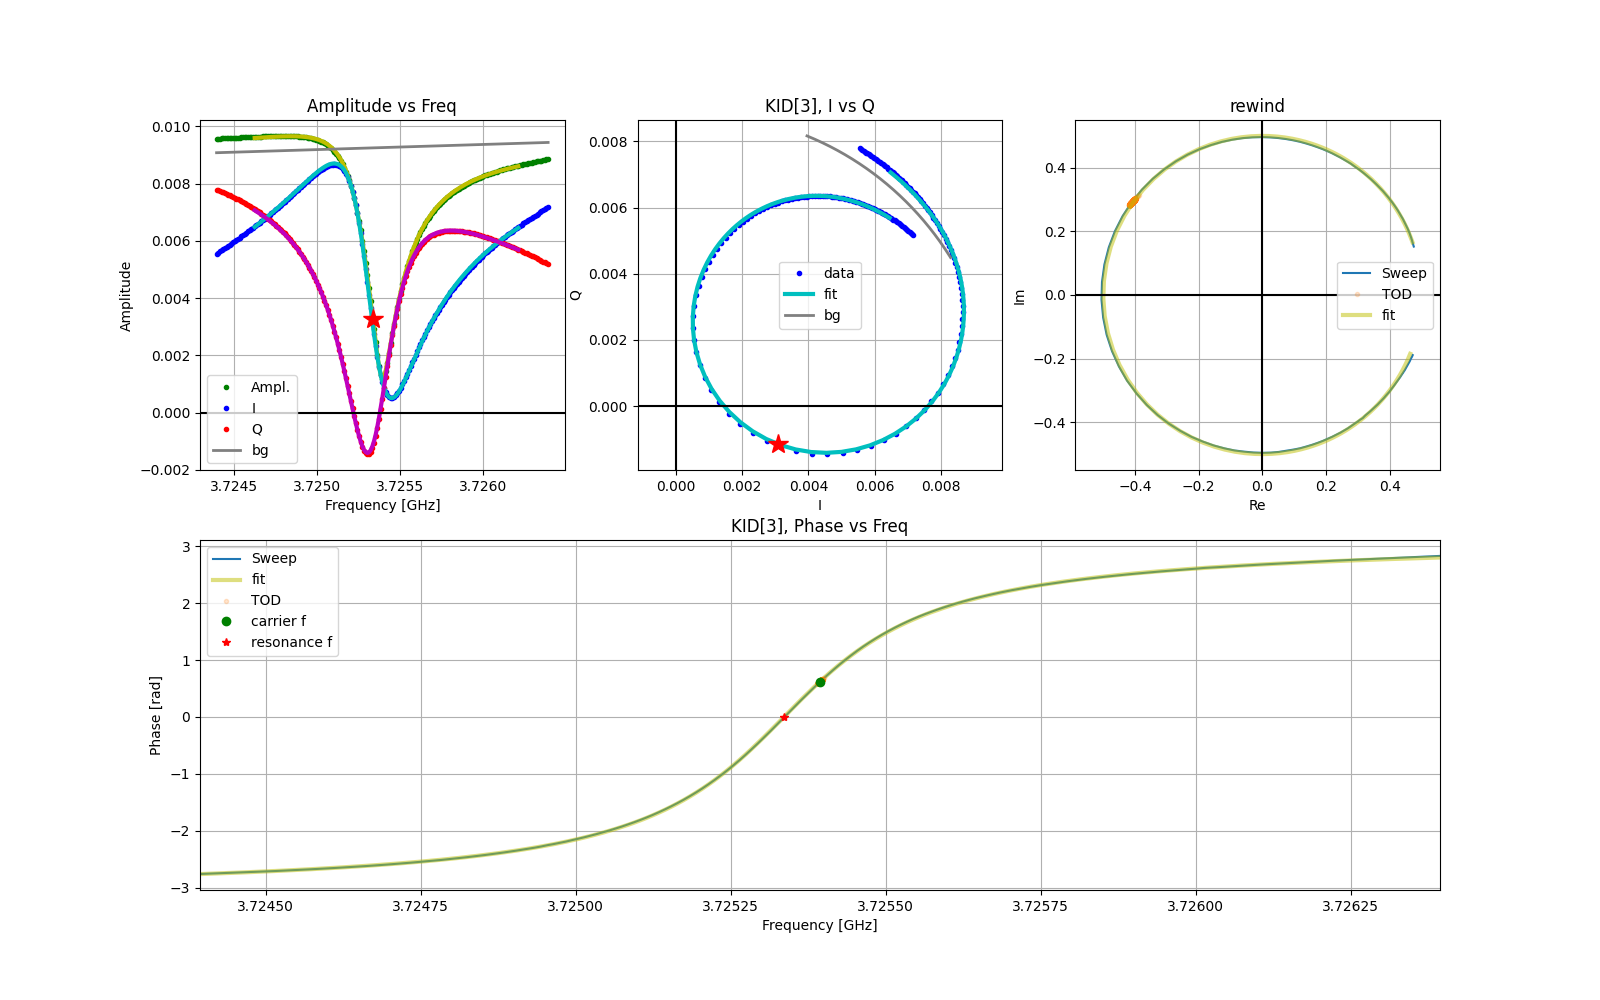 Amplitude vs Freq
Amplitude
0.010
0.008
0.006
0.004
0.002
0.000
−0.002
Ampl.
I
Q
bg
3.7245
3.7250
3.7255
3.7260
Frequency [GHz]
KID[3], I vs Q
Q
0.008
0.006
0.004
0.002
0.000
data
fit
bg
0.000
0.002
0.004
0.006
0.008
I
rewind
Im
0.4
0.2
0.0
−0.2
−0.4
Sweep
TOD
fit
−0.4
−0.2
0.0
0.2
0.4
Re
KID[3], Phase vs Freq
Phase [rad]
3
2
1
0
−1
−2
−3
Sweep
fit
TOD
carrier f
resonance f
3.72450
3.72475
3.72500
3.72525
3.72550
3.72575
3.72600
3.72625
Frequency [GHz]